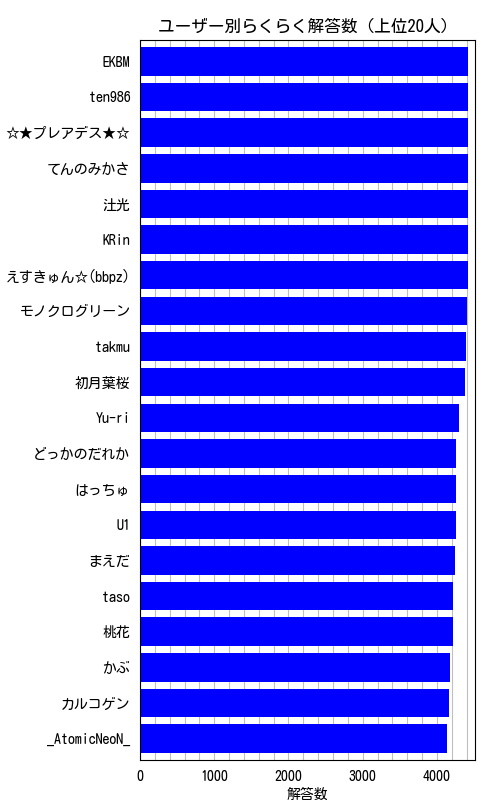 ユーザー別らくらく解答数（上位20人）
EKBM
ten986
☆★プレアデス★☆
てんのみかさ
汢光
KRin
えすきゅん☆(bbpz)
モノクログリーン
takmu
初月葉桜
Yu-ri
どっかのだれか
はっちゅ
U1
まえだ
taso
桃花
かぶ
カルコゲン
_AtomicNeoN_
0 1000 2000 3000 4000
解答数